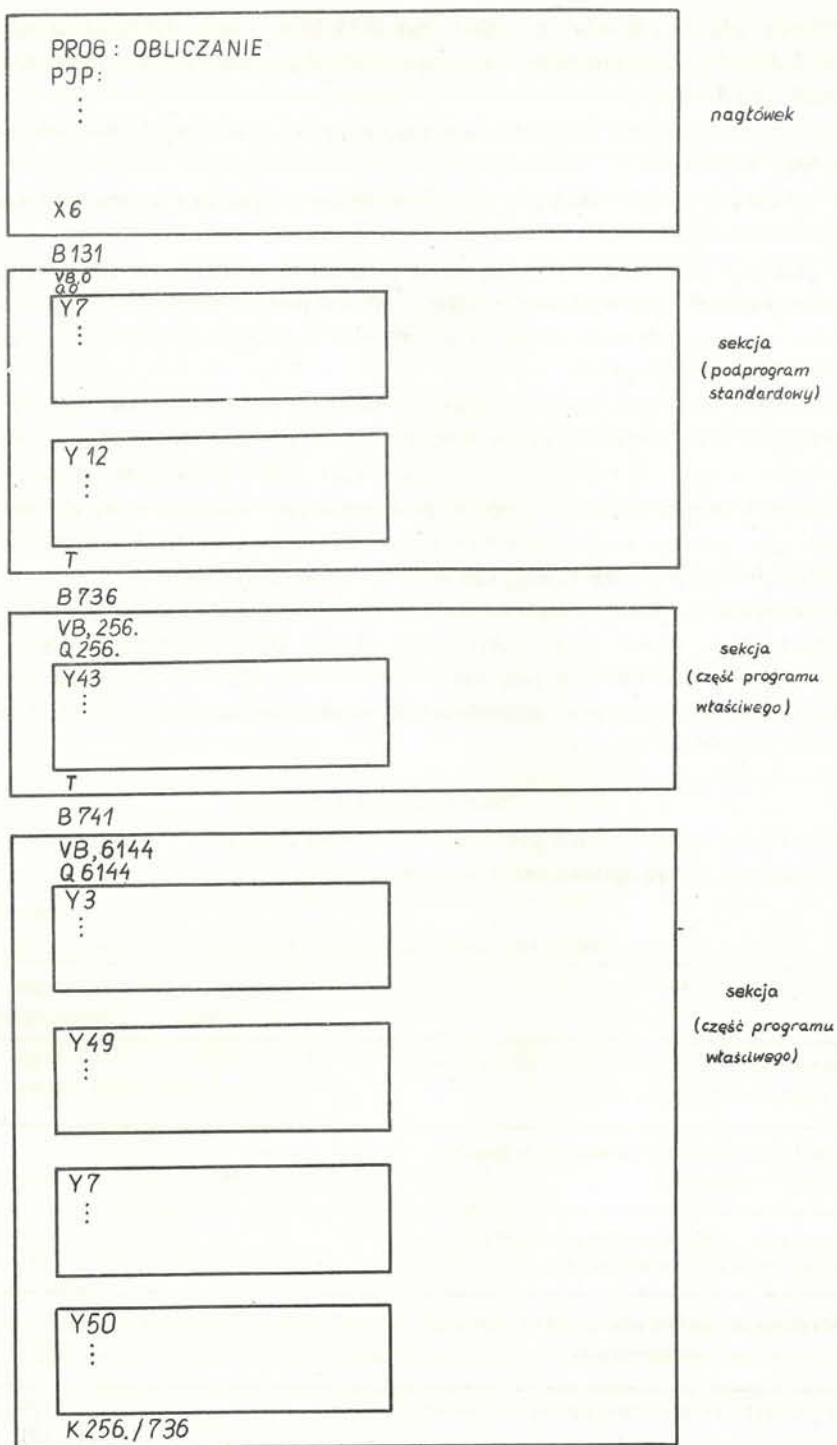 PROG: OBLICZANIE
PJP:
⋮
X6
nagłówek
B131
VB,0
Q0
Y7
⋮
Y12
⋮
T
sekcja
(podprogram
standardowy)
B736
VB,256.
Q256.
Y43
⋮
T
sekcja
(część programu
właściwego)
B741
VB,6144
Q6144
Y3
⋮
Y49
⋮
Y7
⋮
Y50
⋮
K256./736
sekcja
(część programu
właściwego)